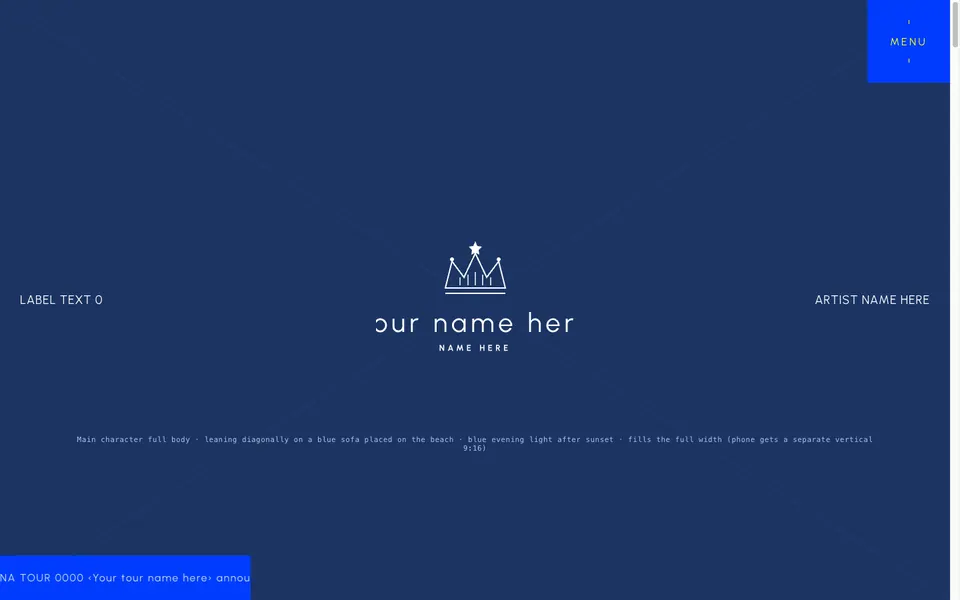 MENU
LABEL TEXT 0
ARTIST NAME HERE
our name her
NAME HERE
Main character full body · leaning diagonally on a blue sofa placed on the beach · blue evening light after sunset · fills the full width (phone gets a separate vertical
9:16)
NA TOUR 0000 ‹Your tour name here› annou